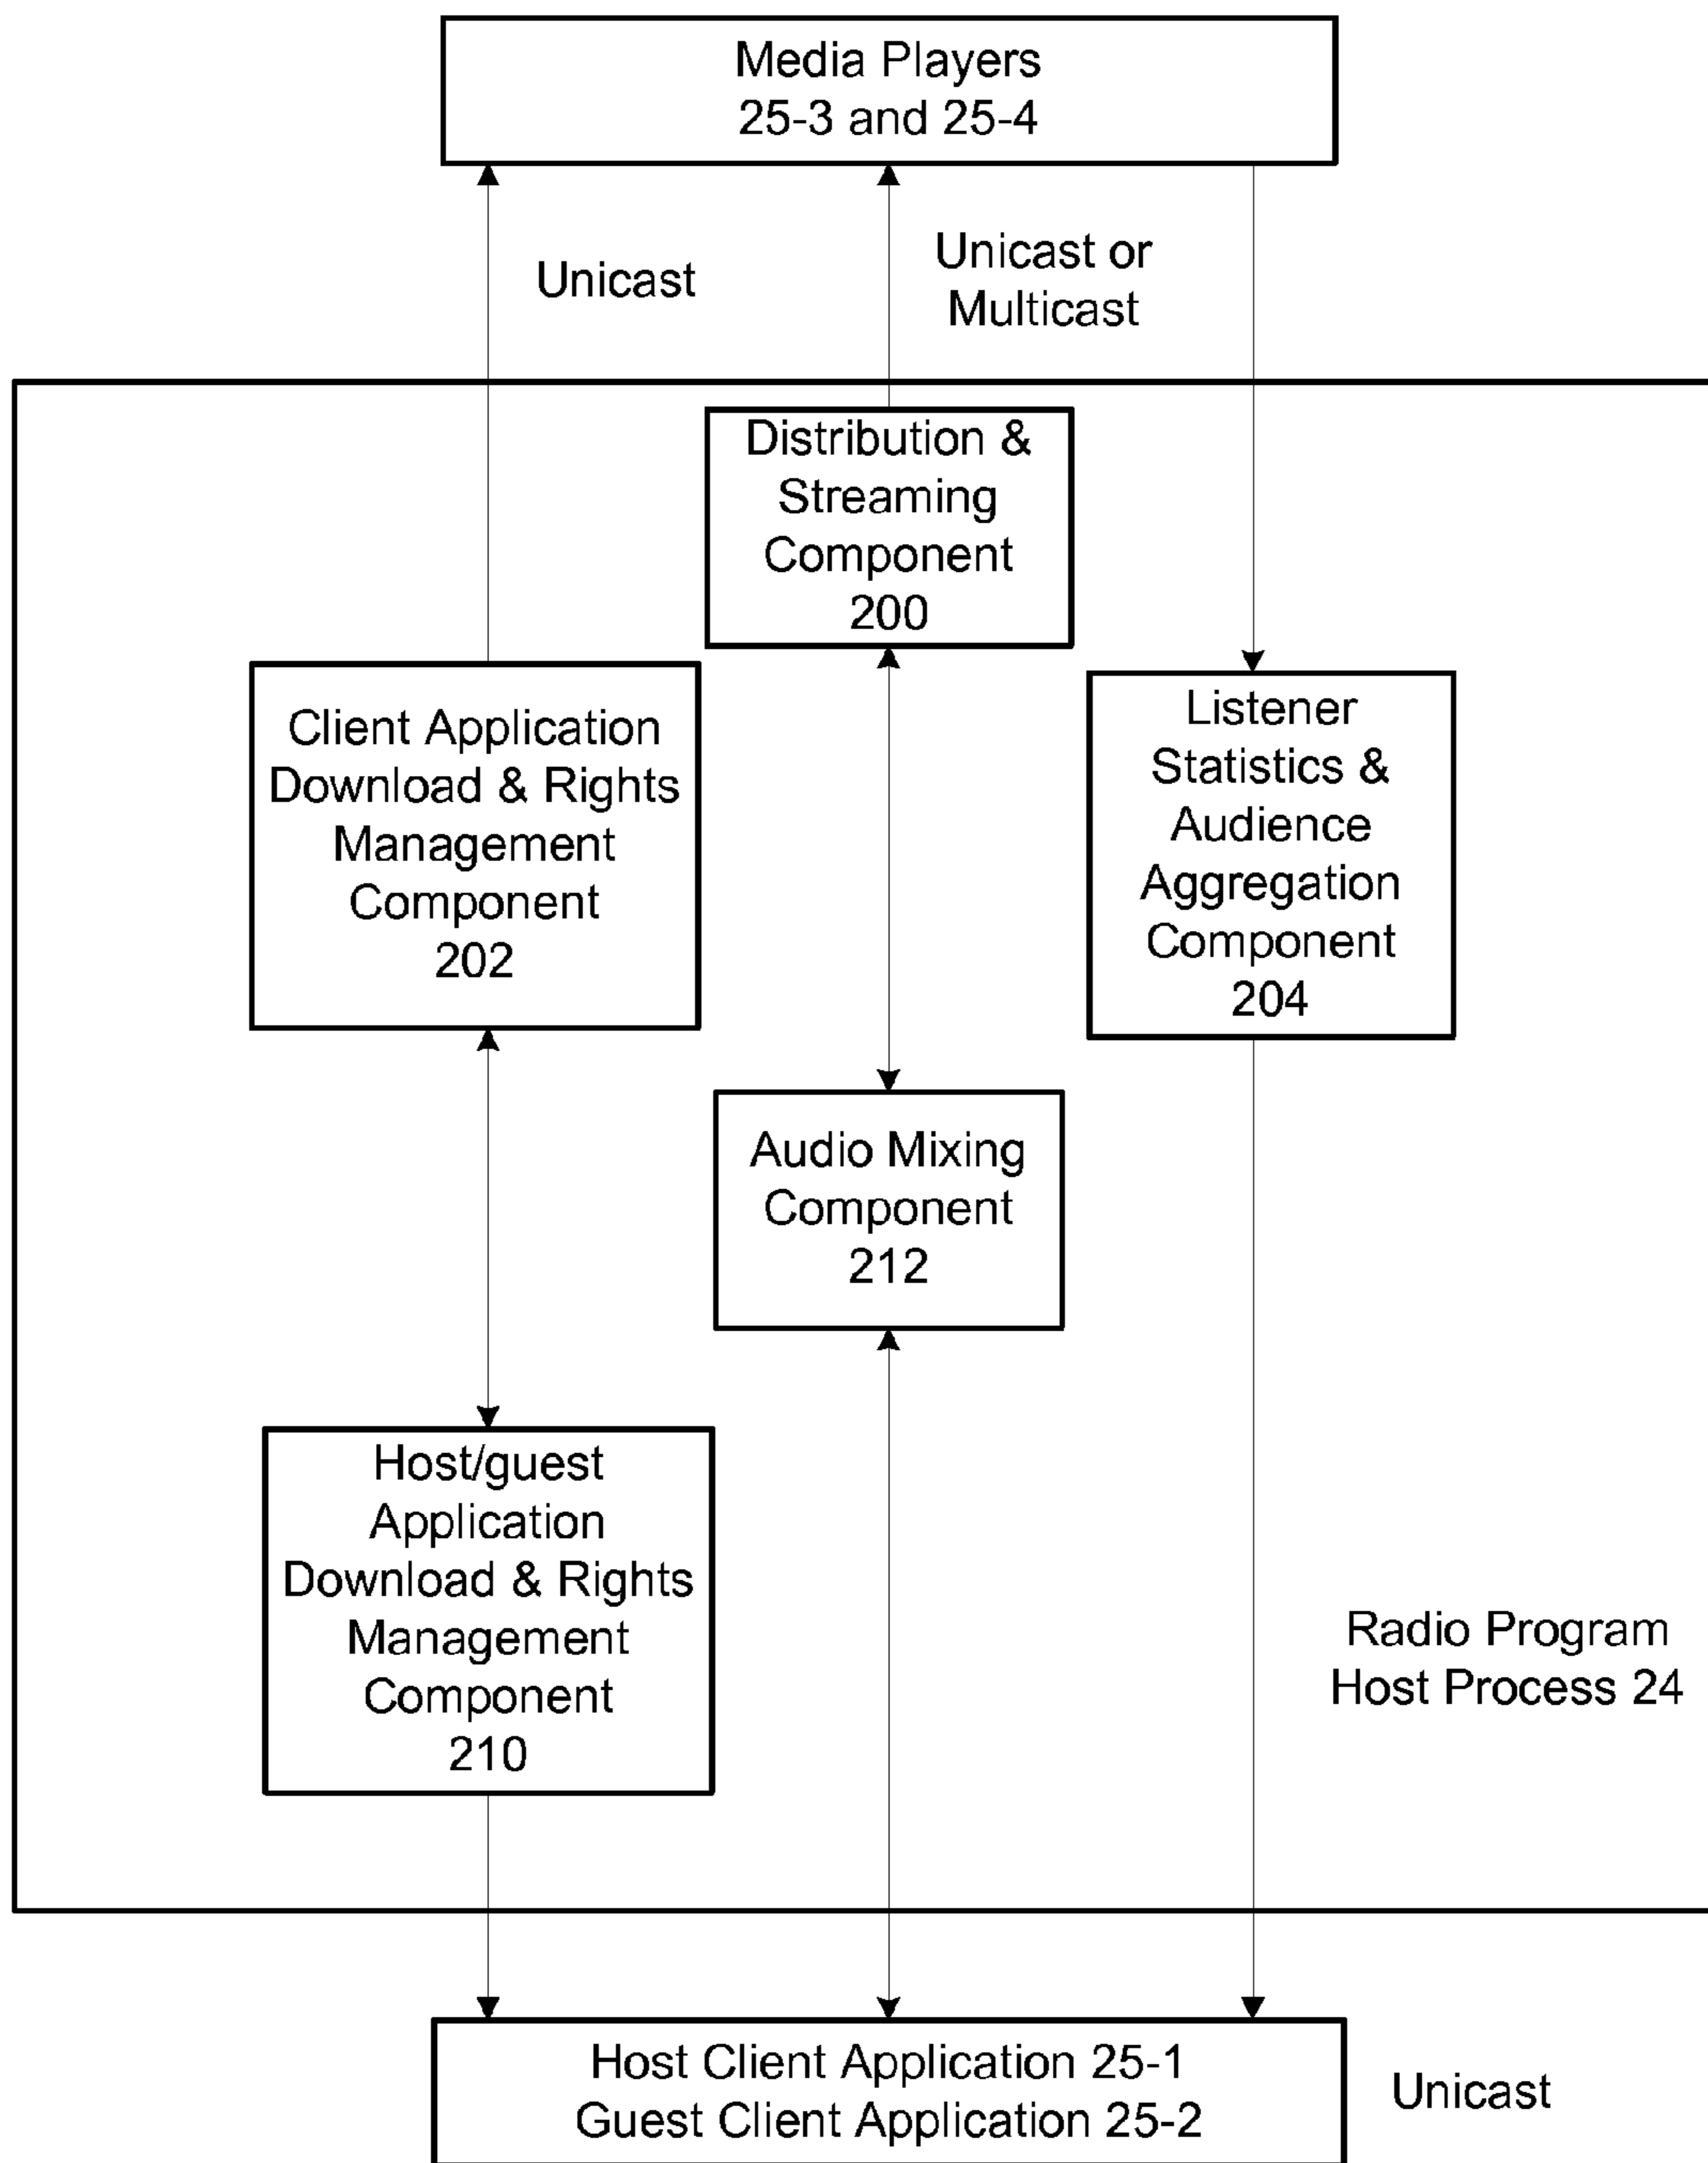 Media Players
25-3 and 25-4
Unicast
Unicast or
Multicast
Distribution &
Streaming
Component
200
Client Application
Download & Rights
Management
Component
202
Listener
Statistics &
Audience
Aggregation
Component
204
Audio Mixing
Component
212
Host/guest
Application
Download & Rights
Management
Component
210
Radio Program
Host Process 24
Host Client Application 25-1
Guest Client Application 25-2
Unicast